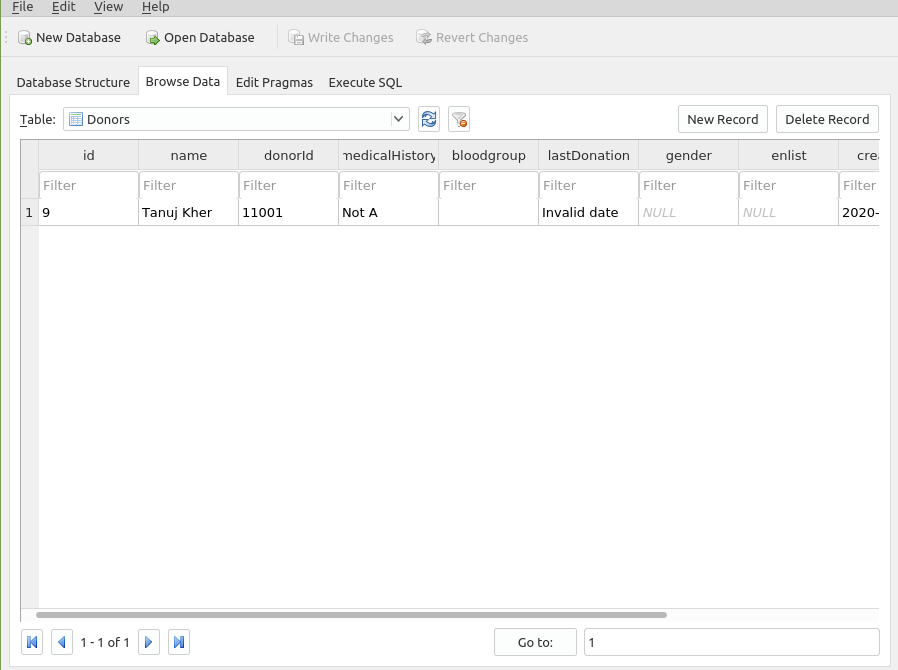 File Edit View Help
New Database Open Database Write Changes Revert Changes
Database Structure Browse Data Edit Pragmas Execute SQL
Table: Donors New Record Delete Record
id name donorId medicalHistory bloodgroup lastDonation gender enlist crea
Filter Filter Filter Filter Filter Filter Filter Filter Filter
1 9 Tanuj Kher 11001 Not A Invalid date NULL NULL 2020-
1 - 1 of 1 Go to: 1